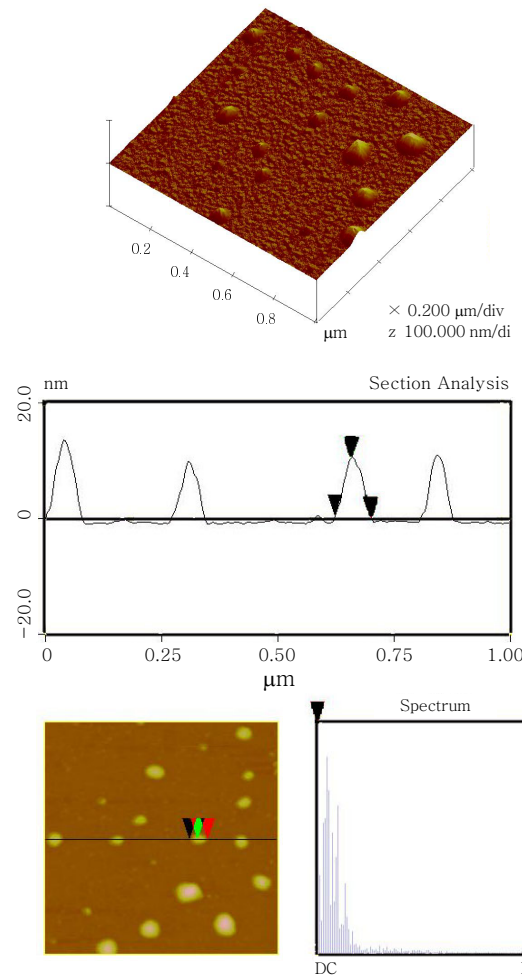 0.2
0.4
0.6
0.8
μm
× 0.200 μm/div
z 100.000 nm/di
nm
Section Analysis
20.0
0
-20.0
0 0.25 0.50 0.75 1.00
μm
Spectrum
DC